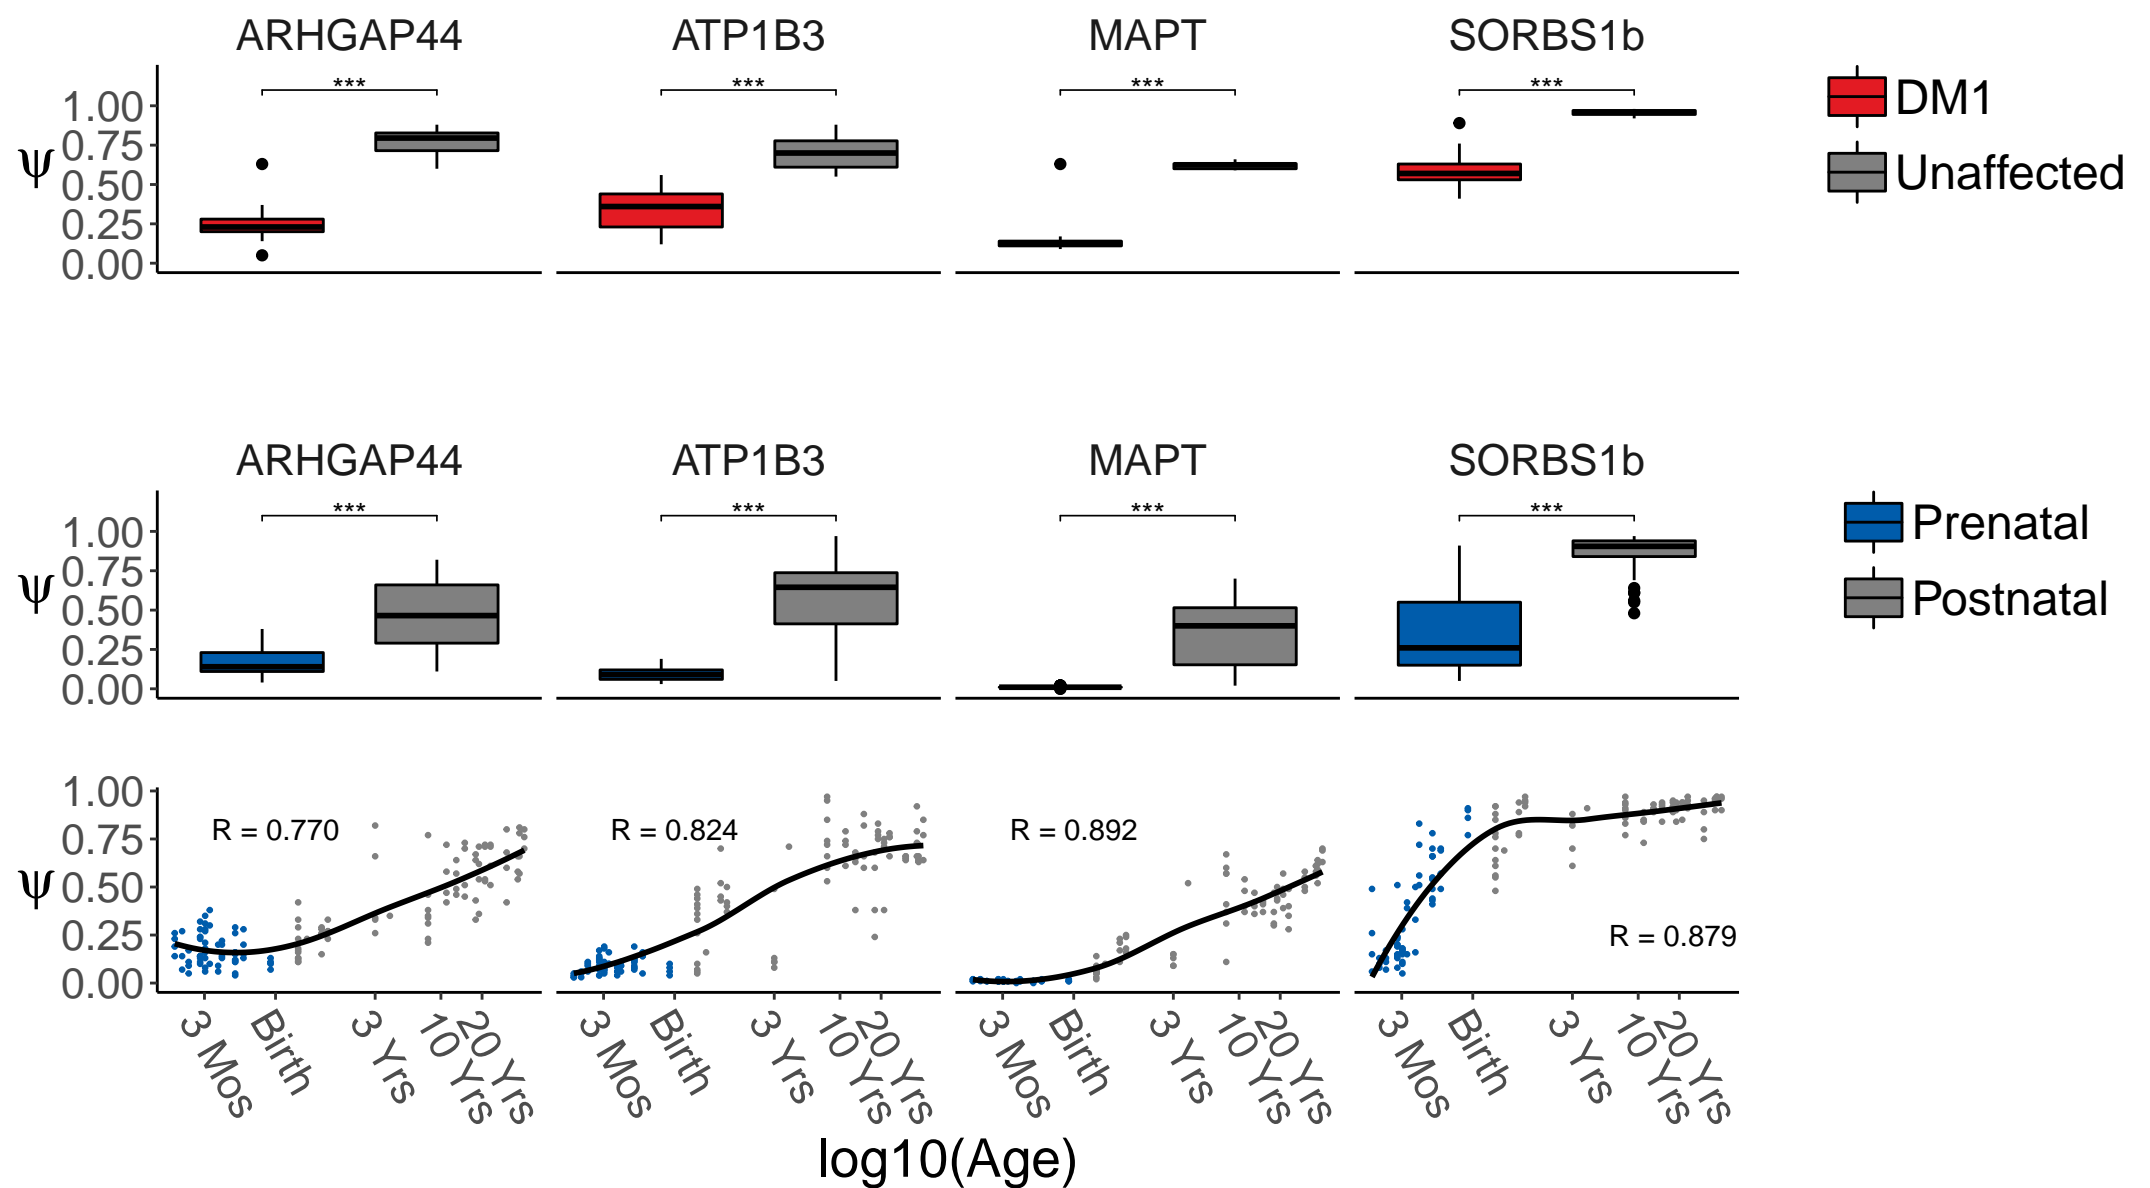 ARHGAP44 ATP1B3 MAPT SORBS1b
*** *** *** ***
ψ
1.00
0.75
0.50
0.25
0.00
DM1
Unaffected
ARHGAP44 ATP1B3 MAPT SORBS1b
*** *** *** ***
ψ
1.00
0.75
0.50
0.25
0.00
Prenatal
Postnatal
ψ
1.00
0.75
0.50
0.25
0.00
R = 0.770
R = 0.824
R = 0.892
R = 0.879
3 Mos Birth 3 Yrs 10 Yrs 20 Yrs
3 Mos Birth 3 Yrs 10 Yrs 20 Yrs
3 Mos Birth 3 Yrs 10 Yrs 20 Yrs
3 Mos Birth 3 Yrs 10 Yrs 20 Yrs
log10(Age)